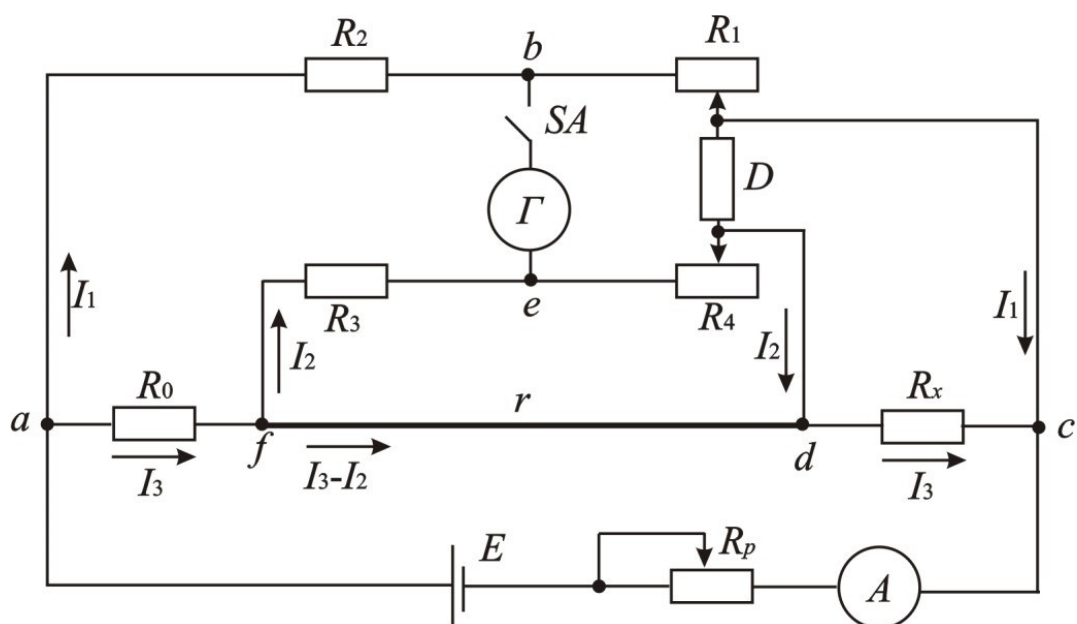 R2 b R1
SA
Г D
R3 e R4
I1 I2 I2 I1
R0 r Rx
a f d c
I3 I3-I2 I3
E Rp
A